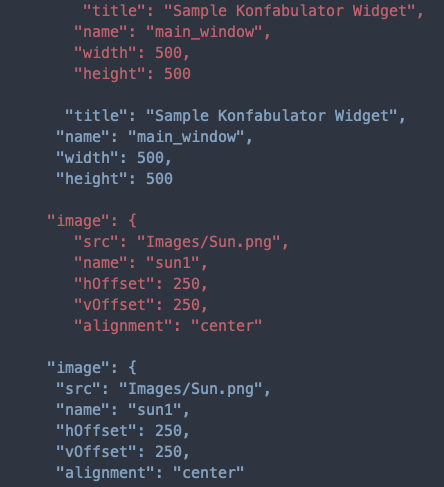 "title": "Sample Konfabulator Widget",
"name": "main_window",
"width": 500,
"height": 500
"title": "Sample Konfabulator Widget",
"name": "main_window",
"width": 500,
"height": 500
"image": {
"src": "Images/Sun.png",
"name": "sun1",
"hOffset": 250,
"vOffset": 250,
"alignment": "center"
"image": {
"src": "Images/Sun.png",
"name": "sun1",
"hOffset": 250,
"vOffset": 250,
"alignment": "center"